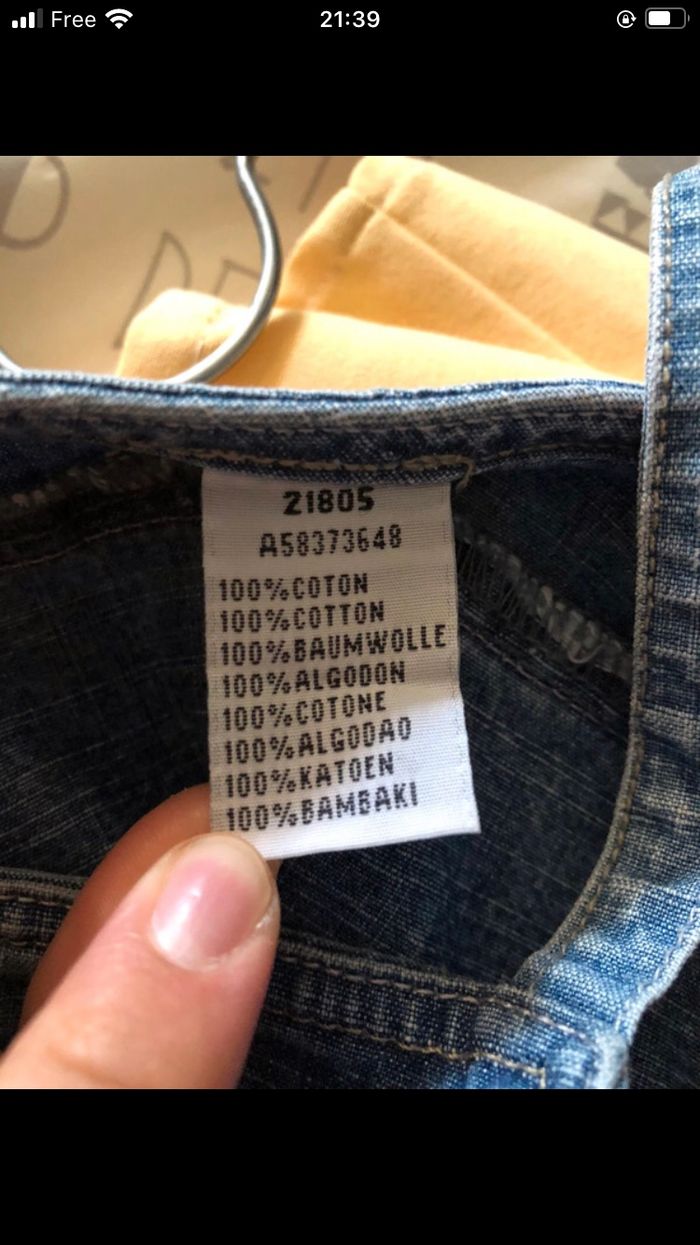 Free
21:39
21805
A58373648
100%COTON
100%COTTON
100%BAUMWOLLE
100%ALGODON
100%COTONE
100%ALGODAO
100%KATOEN
100%BAMBAKI